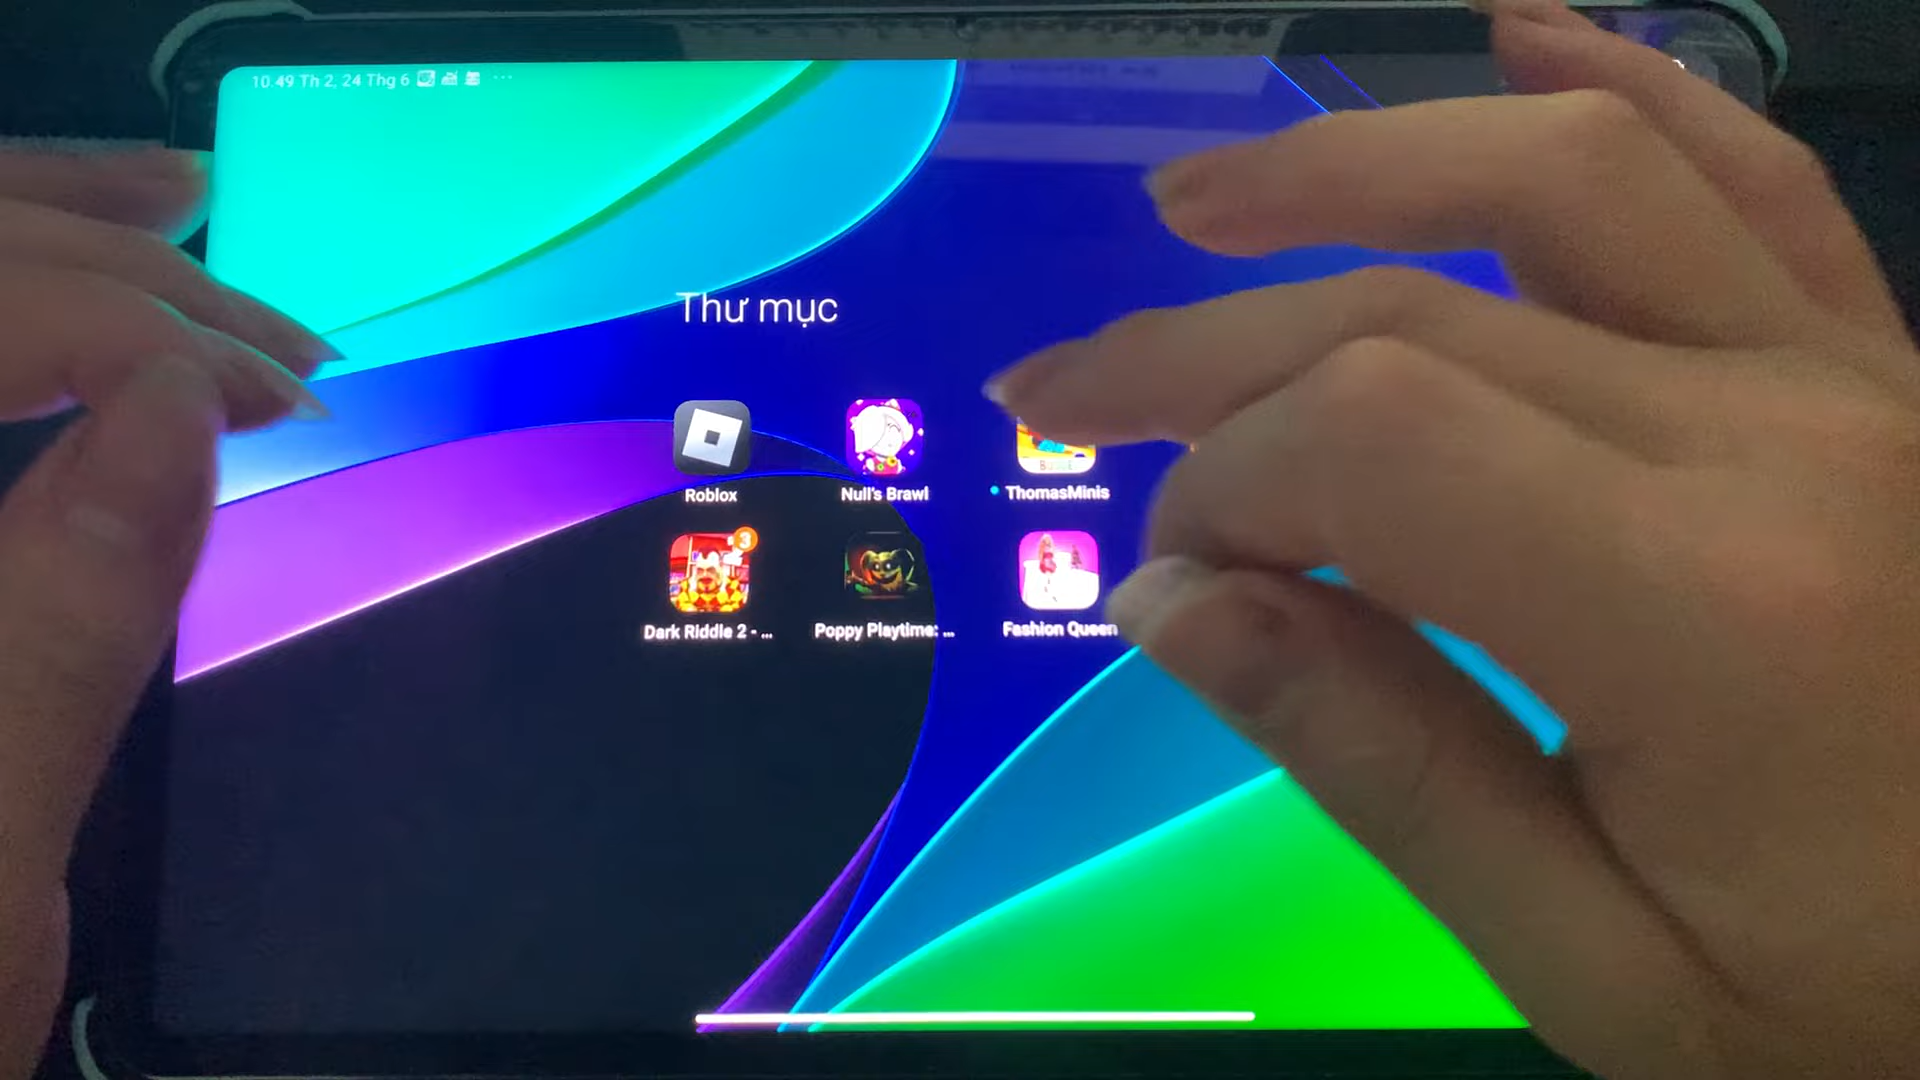 10.49 Th 2, 24 Thg 6
Thư mục
Roblox
Null's Brawl
ThomasMinis
3
Dark Riddle 2 - ...
Poppy Playtime: ...
Fashion Queen